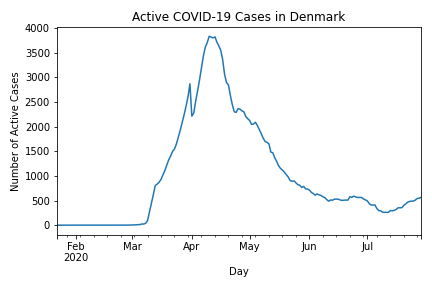 Active COVID-19 Cases in Denmark
Number of Active Cases
4000
3500
3000
2500
2000
1500
1000
500
0
Feb
2020
Mar
Apr
May
Jun
Jul
Day